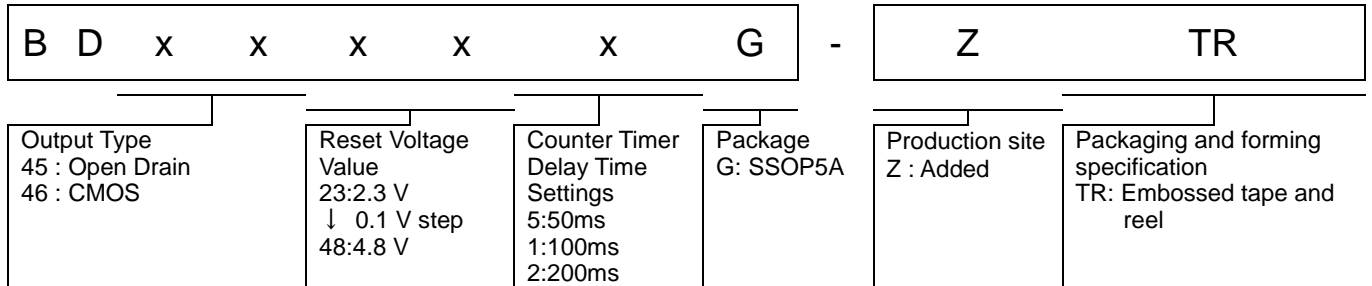 B D x x x x x G - Z TR
Output Type
45 : Open Drain
46 : CMOS
Reset Voltage
Value
23:2.3 V
↓ 0.1 V step
48:4.8 V
Counter Timer
Delay Time
Settings
5:50ms
1:100ms
2:200ms
Package
G: SSOP5A
Production site
Z : Added
Packaging and forming
specification
TR: Embossed tape and
reel